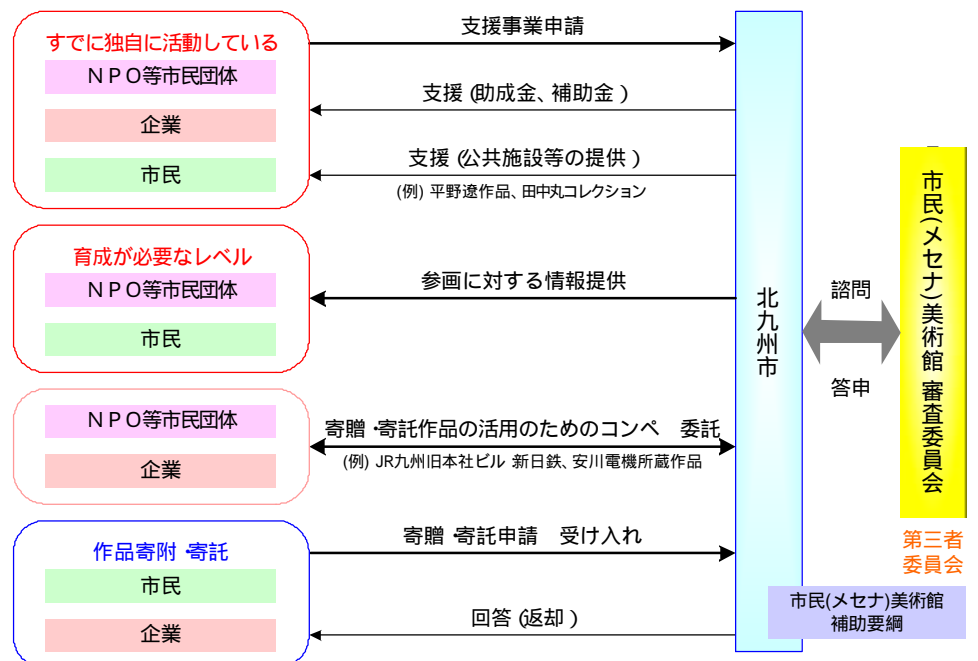 すでに独自に活動している
NPO等市民団体
企業
市民
支援事業申請
支援(助成金、補助金)
支援(公共施設等の提供)
(例) 平野遼作品、田中丸コレクション
育成が必要なレベル
NPO等市民団体
市民
参画に対する情報提供
NPO等市民団体
企業
寄贈・寄託作品の活用のためのコンペ 委託
(例) JR九州旧本社ビル 新日鉄、安川電機所蔵作品
作品寄附・寄託
市民
企業
寄贈・寄託申請 受け入れ
回答(返却)
北九州市
諮問
答申
市民(メセナ)美術館 審査委員会
第三者
委員会
市民(メセナ)美術館
補助要綱